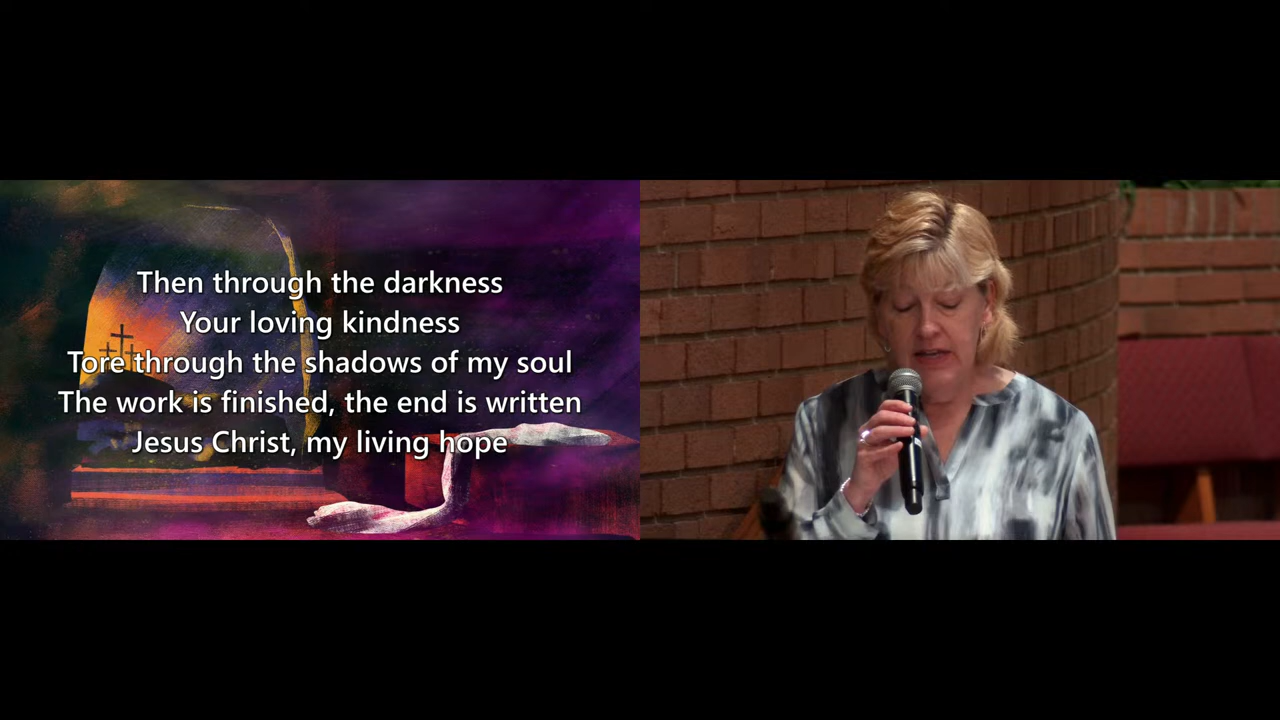 Then through the darkness
Your loving kindness
Tore through the shadows of my soul
The work is finished, the end is written
Jesus Christ, my living hope